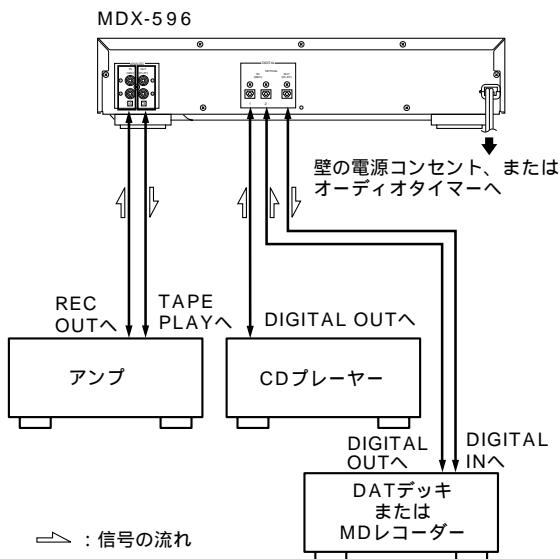 MDX-596
DIGITAL
OPTICAL
1
2
壁の電源コンセント、または
オーディオタイマーへ
REC
OUTへ
TAPE
PLAYへ
DIGITAL OUTへ
アンプ
CDプレーヤー
DIGITAL
OUTへ
DIGITAL
INへ
DATデッキ
または
MDレコーダー
：信号の流れ